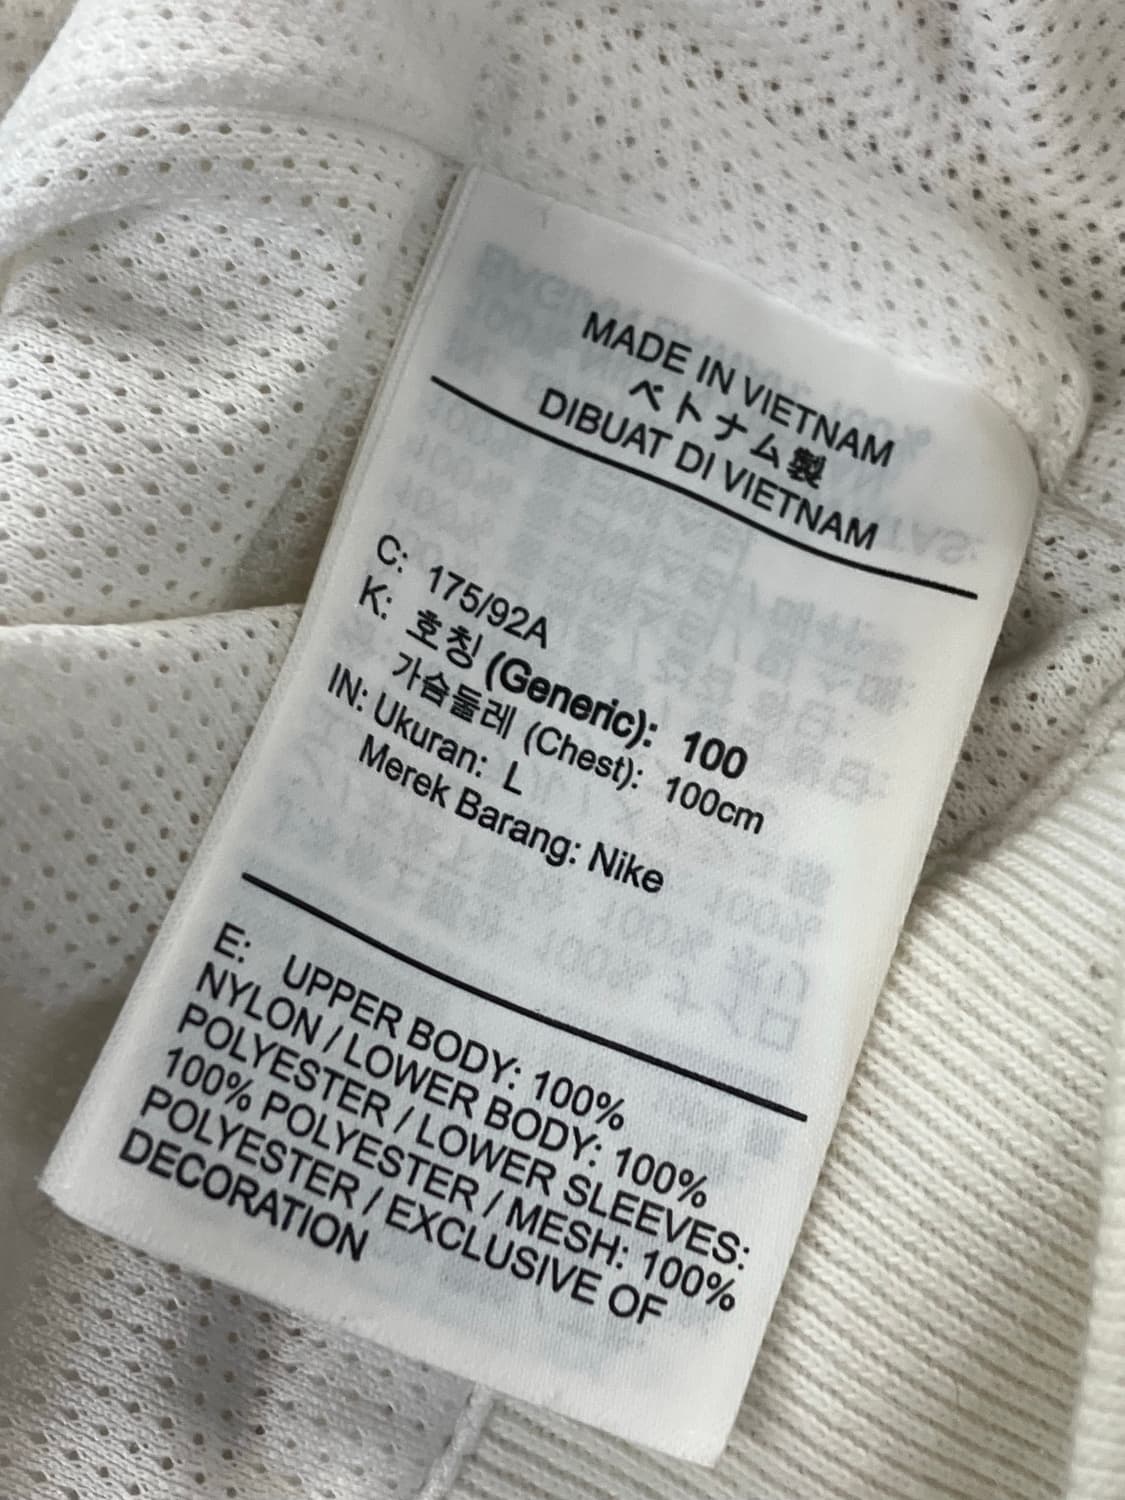 MADE IN VIETNAM
ベトナム製
DIBUAT DI VIETNAM
C: 175/92A
K: 호칭 (Generic): 100
가슴둘레 (Chest): 100cm
IN: Ukuran: L
Merek Barang: Nike
E: UPPER BODY: 100%
NYLON / LOWER BODY: 100%
POLYESTER / LOWER SLEEVES:
100% POLYESTER / MESH: 100%
POLYESTER / EXCLUSIVE OF
DECORATION